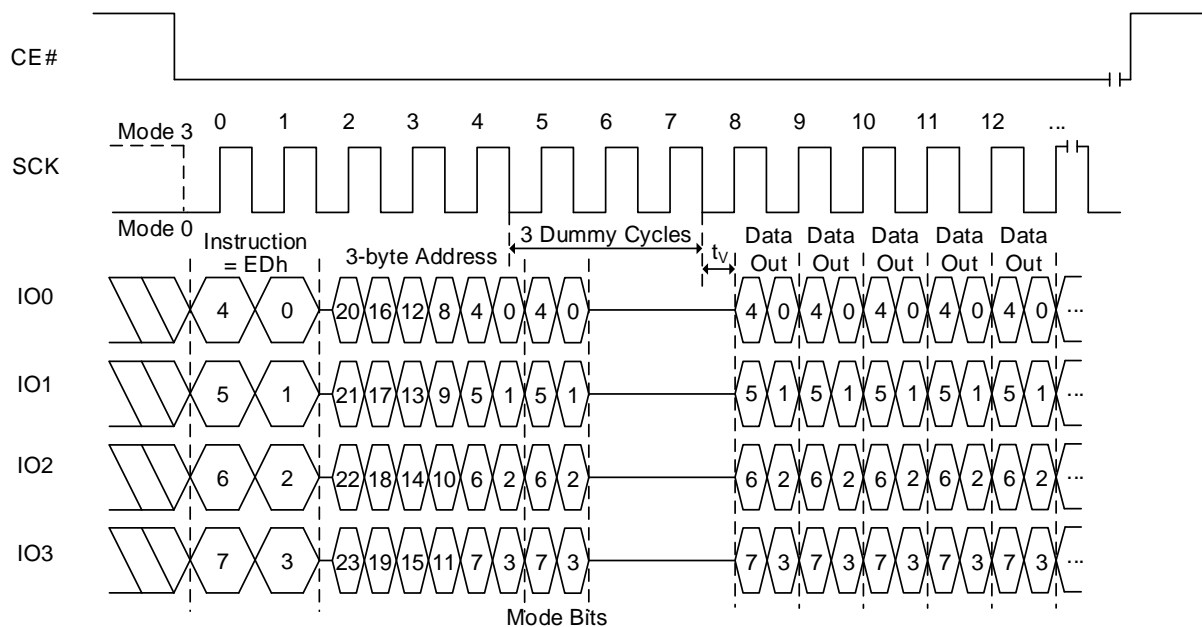 CE#
0 1 2 3 4 5 6 7 8 9 10 11 12 ...
Mode 3
SCK
Mode 0
Instruction
= EDh
3-byte Address
3 Dummy Cycles
tV
Data
Out
Data
Out
Data
Out
Data
Out
Data
Out
IO0 4 0 20 16 12 8 4 0 4 0 4 0 4 0 4 0 4 0 4 0 ...
IO1 5 1 21 17 13 9 5 1 5 1 5 1 5 1 5 1 5 1 5 1 ...
IO2 6 2 22 18 14 10 6 2 6 2 6 2 6 2 6 2 6 2 6 2 ...
IO3 7 3 23 19 15 11 7 3 7 3 7 3 7 3 7 3 7 3 7 3 ...
Mode Bits